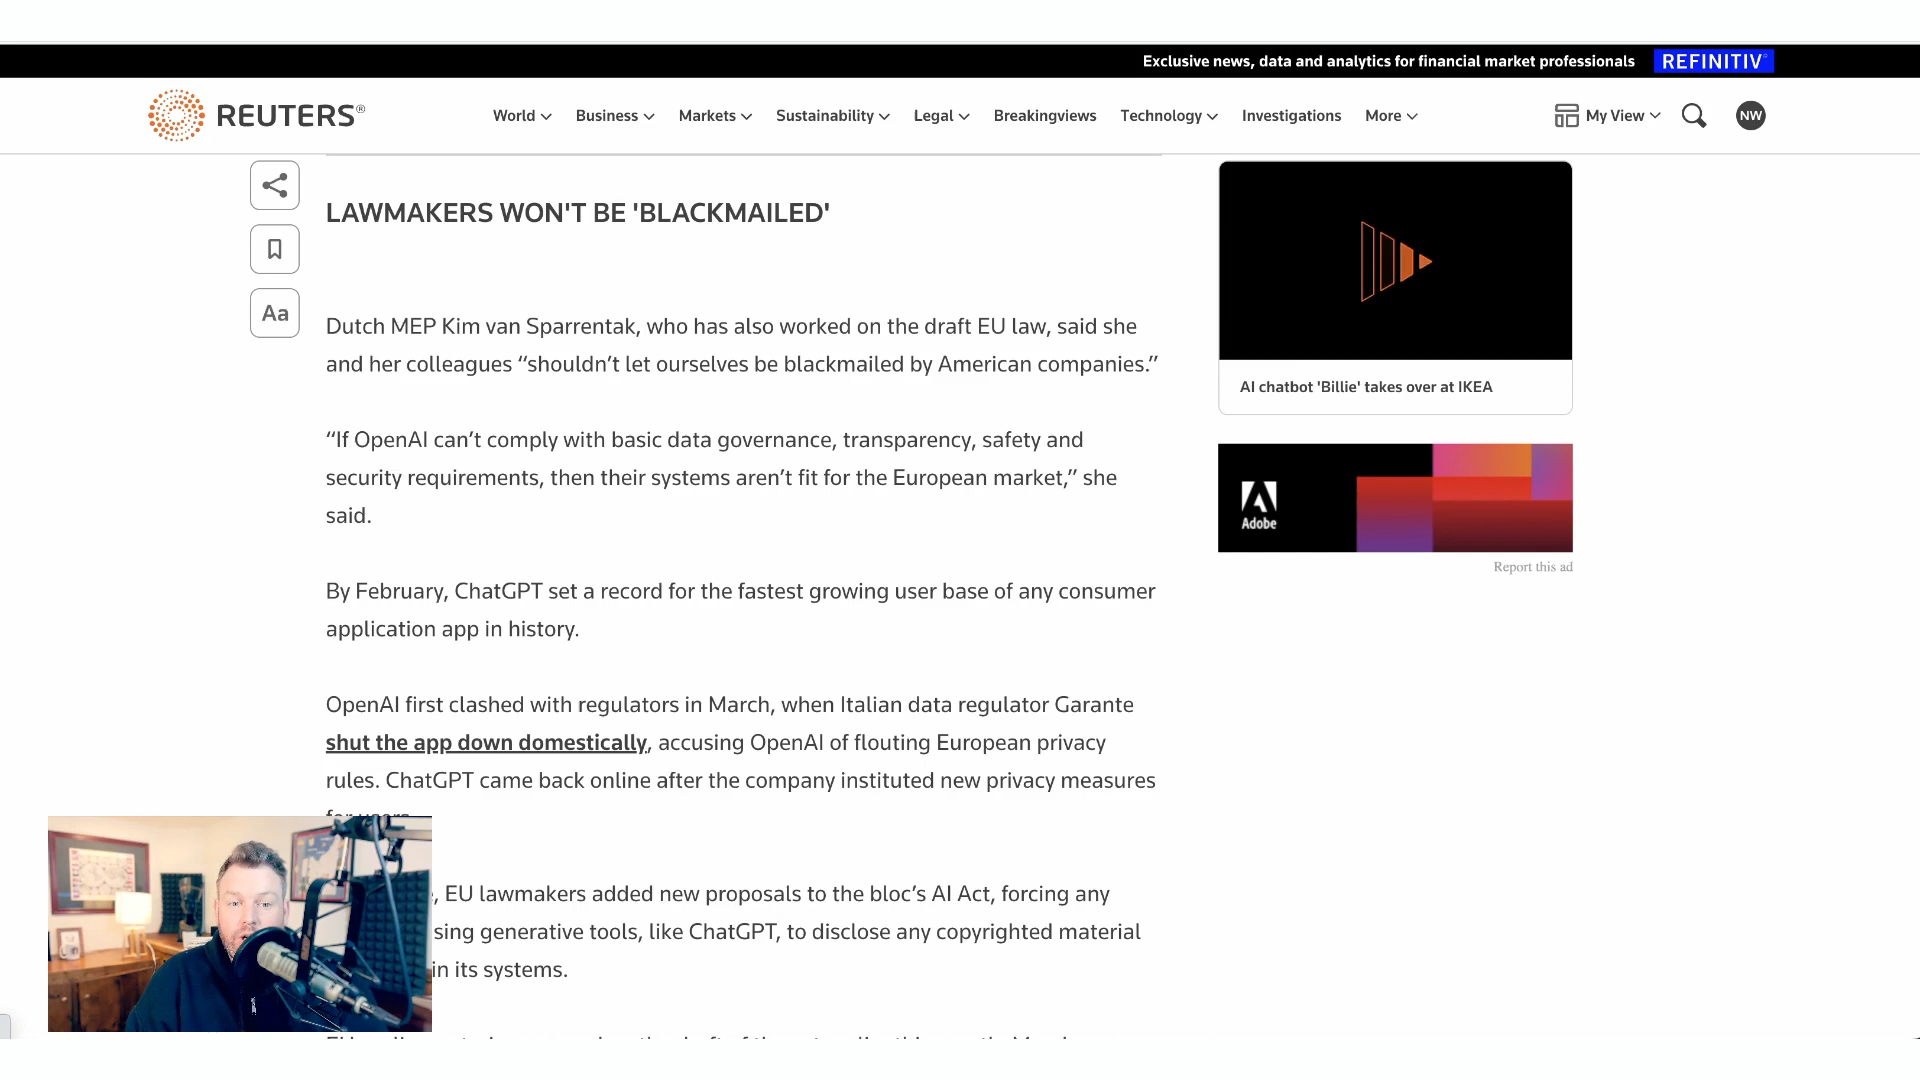 Exclusive news, data and analytics for financial market professionals REFINITIV
REUTERS® World Business Markets Sustainability Legal Breakingviews Technology Investigations More My View NW
LAWMAKERS WON'T BE 'BLACKMAILED'
Aa
Dutch MEP Kim van Sparrentak, who has also worked on the draft EU law, said she
and her colleagues “shouldn’t let ourselves be blackmailed by American companies.”
“If OpenAI can’t comply with basic data governance, transparency, safety and
security requirements, then their systems aren’t fit for the European market,” she
said.
By February, ChatGPT set a record for the fastest growing user base of any consumer
application app in history.
OpenAI first clashed with regulators in March, when Italian data regulator Garante
shut the app down domestically, accusing OpenAI of flouting European privacy
rules. ChatGPT came back online after the company instituted new privacy measures
for users.
, EU lawmakers added new proposals to the bloc’s AI Act, forcing any
sing generative tools, like ChatGPT, to disclose any copyrighted material
in its systems.
AI chatbot 'Billie' takes over at IKEA
Adobe
Report this ad